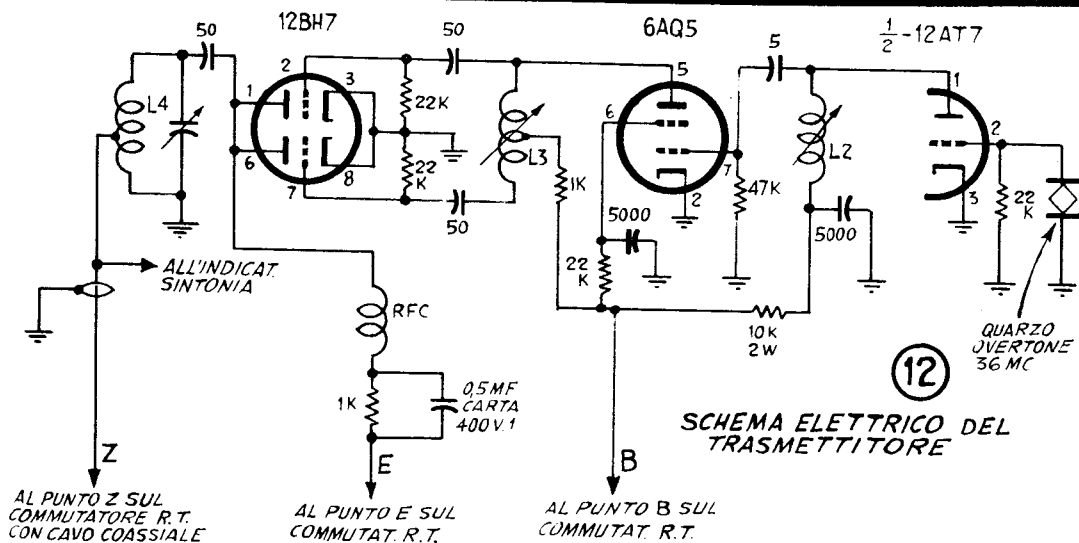 12BH7
6AQ5
1/2-12AT7
50
50
5
L4
1
2
3
6
7
8
22K
22
K
50
L3
1K
5
6
7
2
47K
5000
22
K
L2
5000
1
2
3
22
K
ALL'INDICAT.
SINTONIA
RFC
10K
2W
QUARZO
OVERTONE
36 MC
1K
0,5MF
CARTA
400V.1
12
SCHEMA ELETTRICO DEL
TRASMETTITORE
Z
E
B
AL PUNTO Z SUL
COMMUTATORE R.T.
CON CAVO COASSIALE
AL PUNTO E SUL
COMMUTAT. R.T.
AL PUNTO B SUL
COMMUTAT. R.T.